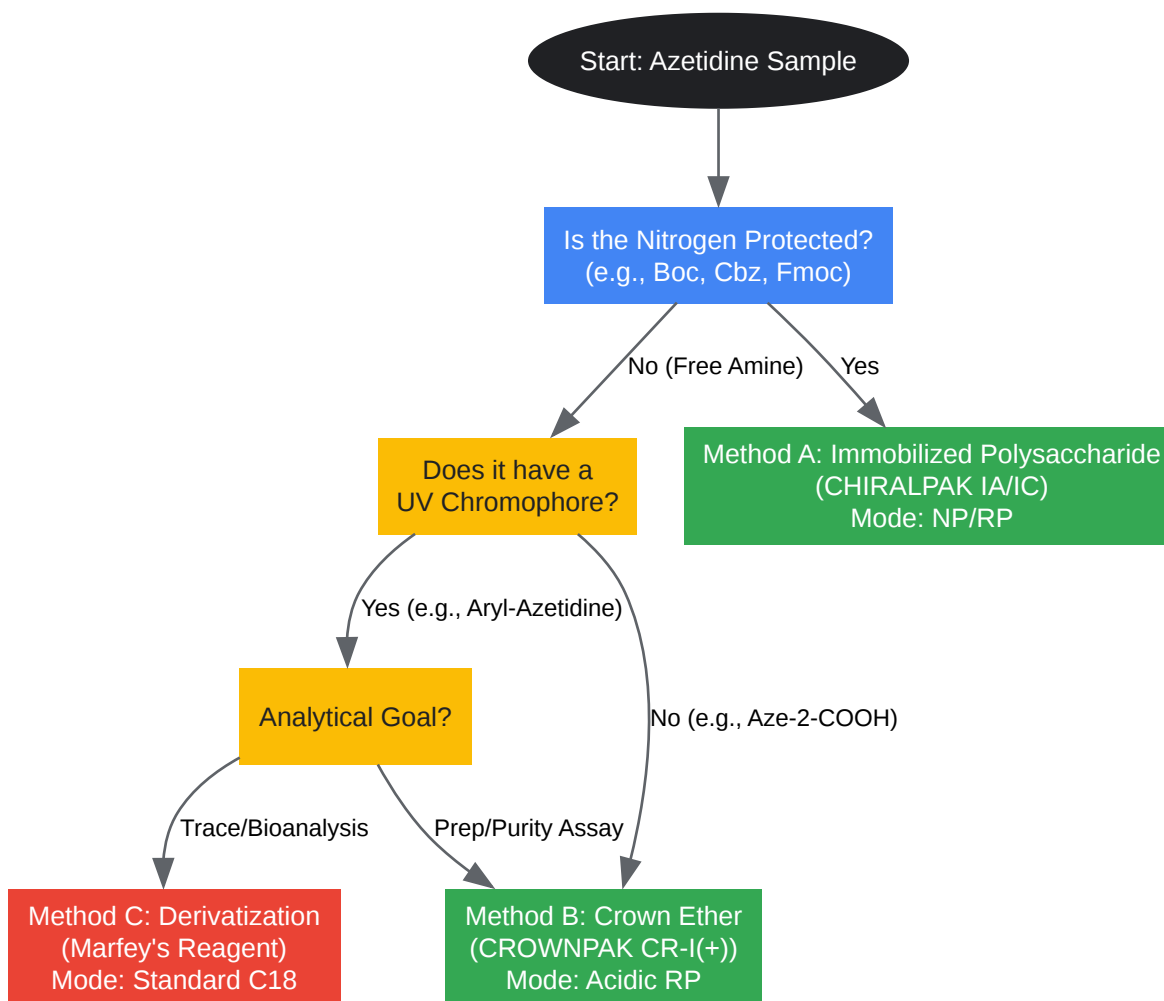 Start: Azetidine Sample
Is the Nitrogen Protected?
(e.g., Boc, Cbz, Fmoc)
No (Free Amine)
Yes
Does it have a
UV Chromophore?
Method A: Immobilized Polysaccharide
(CHIRALPAK IA/IC)
Mode: NP/RP
Yes (e.g., Aryl-Azetidine)
Analytical Goal?
No (e.g., Aze-2-COOH)
Trace/Bioanalysis
Prep/Purity Assay
Method C: Derivatization
(Marfey's Reagent)
Mode: Standard C18
Method B: Crown Ether
(CROWNPAK CR-I(+))
Mode: Acidic RP